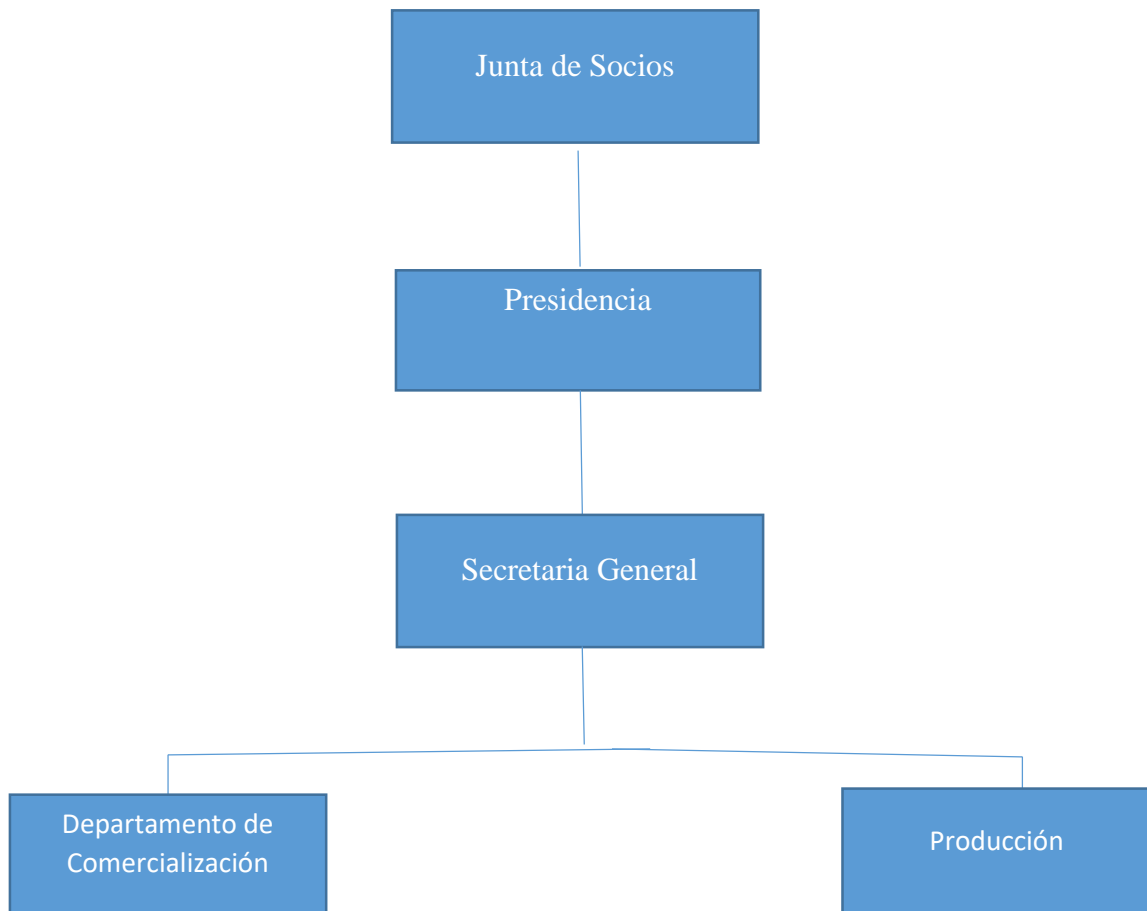 Junta de Socios
Presidencia
Secretaria General
Departamento de
Comercialización
Producción